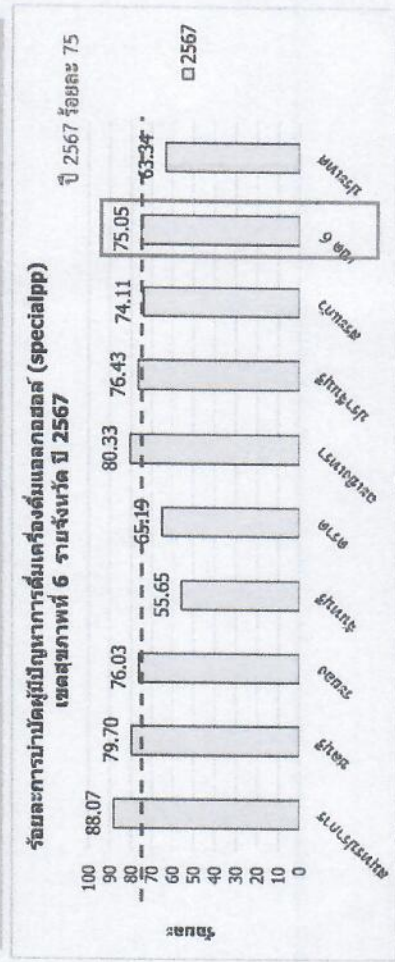 ร้อยละการบำบัดผู้มีปัญหาการดื่มเครื่องดื่มแอลกอฮอล์ (specialpp)
เขตสุขภาพที่ 6 รายจังหวัด ปี 2567
ปี 2567 ร้อยละ 75
ร้อยละ
100
90
80
70
60
50
40
30
20
10
0
88.07
79.70
76.03
55.65
65.19
80.33
76.43
74.11
75.05
63.34
สมุทรปราการ
ชลบุรี
ระยอง
จันทบุรี
ตราด
ฉะเชิงเทรา
ปราจีนบุรี
สระแก้ว
เขต 6
ประเทศ
2567